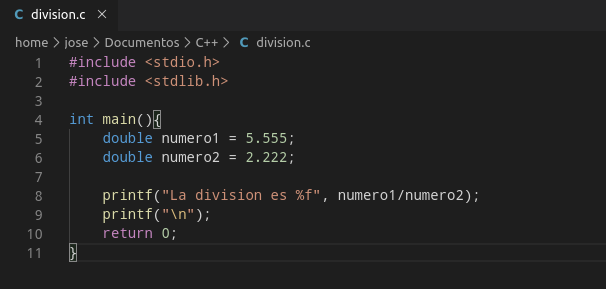 C division.c ×
home > jose > Documentos > C++ > C division.c
1 #include <stdio.h>
2 #include <stdlib.h>
3
4 int main(){
5     double numero1 = 5.555;
6     double numero2 = 2.222;
7
8     printf("La division es %f", numero1/numero2);
9     printf("\n");
10     return 0;
11 }